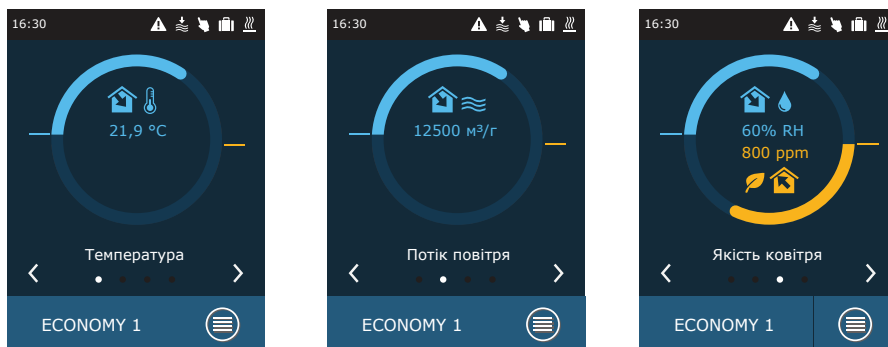 16:30
21,9 °C
Температура
ECONOMY 1
16:30
12500 м³/г
Потік повітря
ECONOMY 1
16:30
60% RH
800 ppm
Якість ковітря
ECONOMY 1